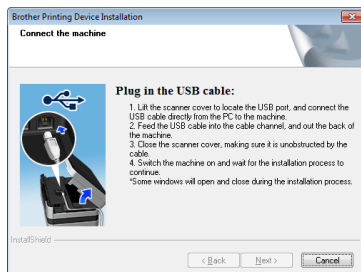 Brother Printing Device Installation
Connect the machine
Plug in the USB cable:
1. Lift the scanner cover to locate the USB port, and connect the
USB cable directly from the PC to the machine.
2. Feed the USB cable into the cable channel, and out the back of
the machine.
3. Close the scanner cover, making sure it is unobstructed by the
cable.
4. Switch the machine on and wait for the installation process to
continue.
*Some windows will open and close during the installation process.
InstallShield
< Back
Next >
Cancel